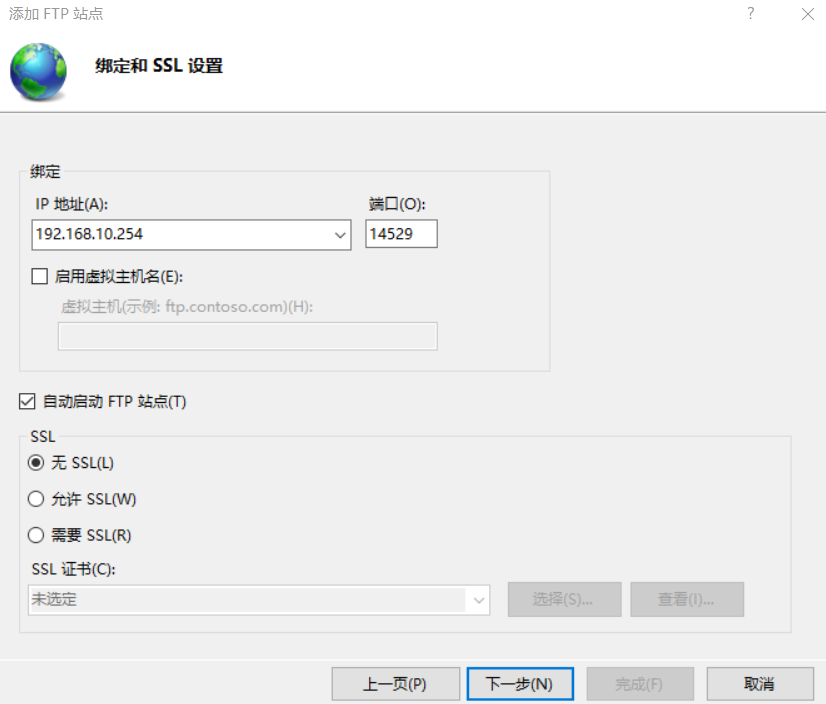 添加 FTP 站点
?
绑定和 SSL 设置
绑定
IP 地址(A): 端口(O):
192.168.10.254 14529
启用虚拟主机名(E):
虚拟主机(示例: ftp.contoso.com)(H):
自动启动 FTP 站点(T)
SSL
无 SSL(L)
允许 SSL(W)
需要 SSL(R)
SSL 证书(C):
未选定 选择(S)... 查看(I)...
上一页(P) 下一步(N) 完成(F) 取消